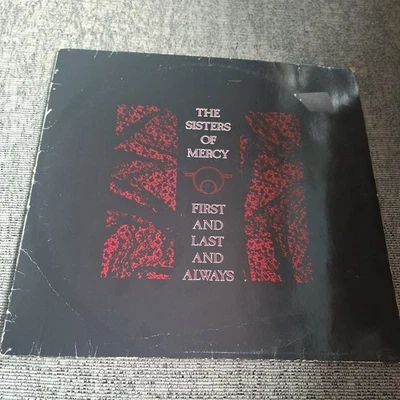 THE
SISTERS
OF
MERCY
FIRST
AND
LAST
AND
ALWAYS